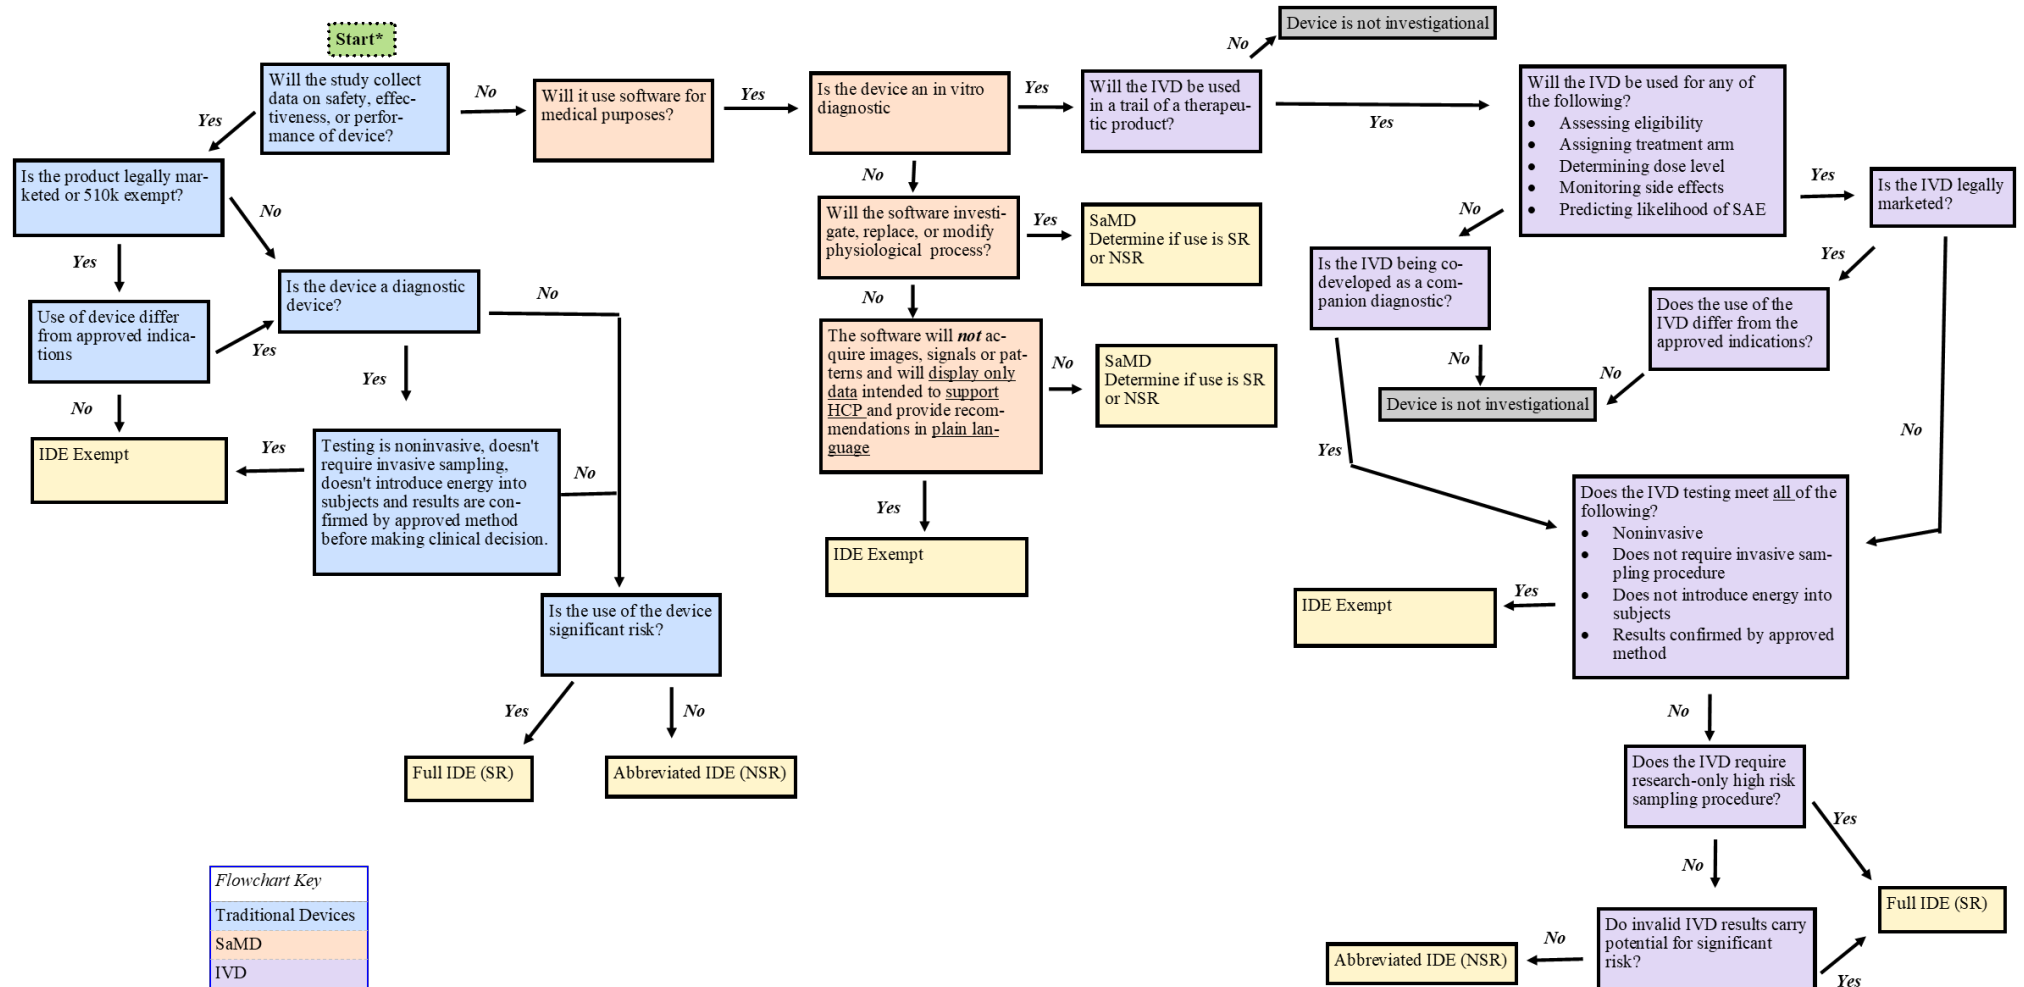 Start*
Will the study collect
data on safety, effec-
tiveness, or perfor-
mance of device?
No
Yes
Will it use software for
medical purposes?
Yes
Is the device an in vitro
diagnostic
Yes
No
Will the IVD be used
in a trail of a therapeu-
tic product?
No
Device is not investigational
Yes
Will the IVD be used for any of
the following?
• Assessing eligibility
• Assigning treatment arm
• Determining dose level
• Monitoring side effects
• Predicting likelihood of SAE
Yes
No
Is the IVD legally
marketed?
Yes
No
Is the product legally mar-
keted or 510k exempt?
No
Yes
Use of device differ
from approved indica-
tions
Yes
No
IDE Exempt
Is the device a diagnostic
device?
No
Yes
Testing is noninvasive, doesn't
require invasive sampling,
doesn't introduce energy into
subjects and results are con-
firmed by approved method
before making clinical decision.
Yes
No
Is the use of the device
significant risk?
Yes
No
Full IDE (SR)
Abbreviated IDE (NSR)
Will the software investi-
gate, replace, or modify
physiological process?
Yes
No
SaMD
Determine if use is SR
or NSR
The software will not ac-
quire images, signals or pat-
terns and will display only
data intended to support
HCP and provide recom-
mendations in plain lan-
guage
No
Yes
SaMD
Determine if use is SR
or NSR
IDE Exempt
Is the IVD being co-
developed as a com-
panion diagnostic?
No
Yes
Device is not investigational
Does the use of the
IVD differ from the
approved indications?
No
Does the IVD testing meet all of the
following?
• Noninvasive
• Does not require invasive sam-
pling procedure
• Does not introduce energy into
subjects
• Results confirmed by approved
method
Yes
No
IDE Exempt
Does the IVD require
research-only high risk
sampling procedure?
Yes
No
Full IDE (SR)
Do invalid IVD results carry
potential for significant
risk?
No
Yes
Abbreviated IDE (NSR)
Flowchart Key
Traditional Devices
SaMD
IVD